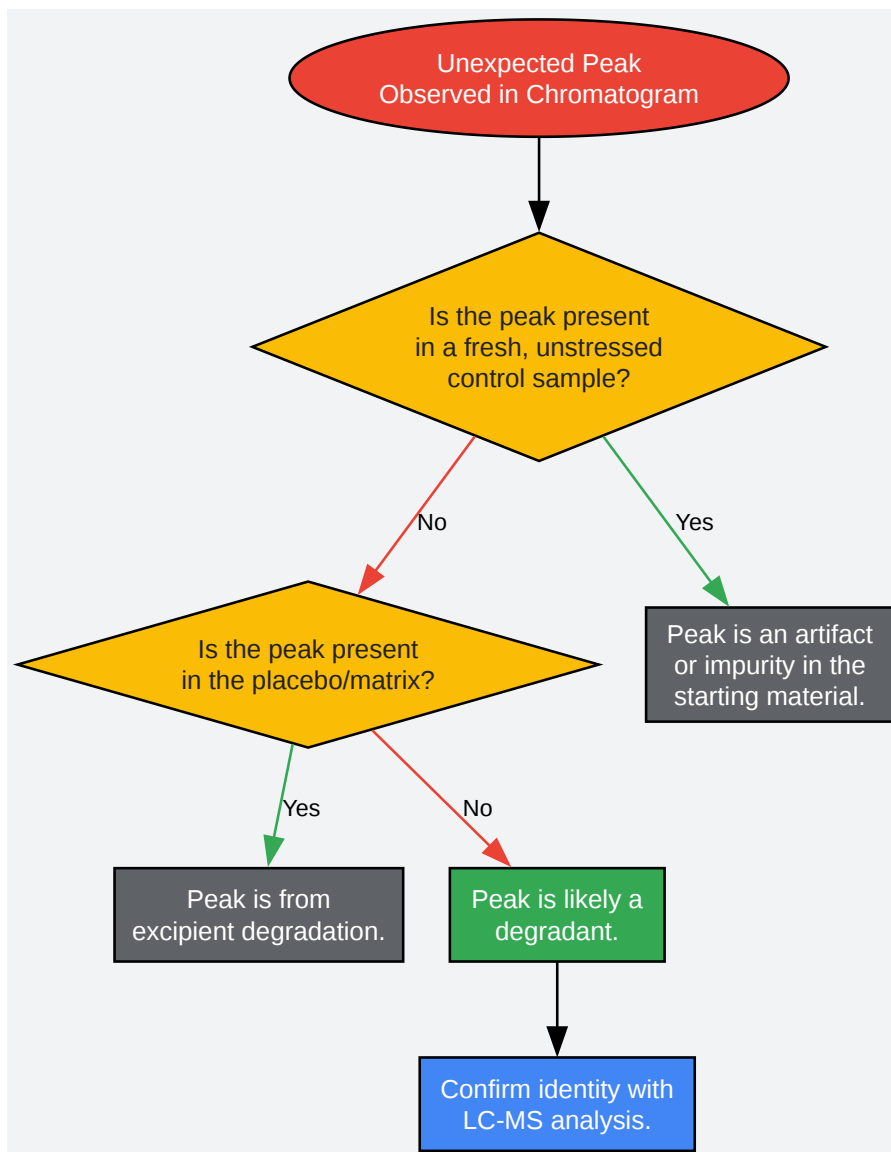 Unexpected Peak
Observed in Chromatogram
Is the peak present
in a fresh, unstressed
control sample?
No
Yes
Is the peak present
in the placebo/matrix?
Peak is an artifact
or impurity in the
starting material.
Yes
No
Peak is from
excipient degradation.
Peak is likely a
degradant.
Confirm identity with
LC-MS analysis.